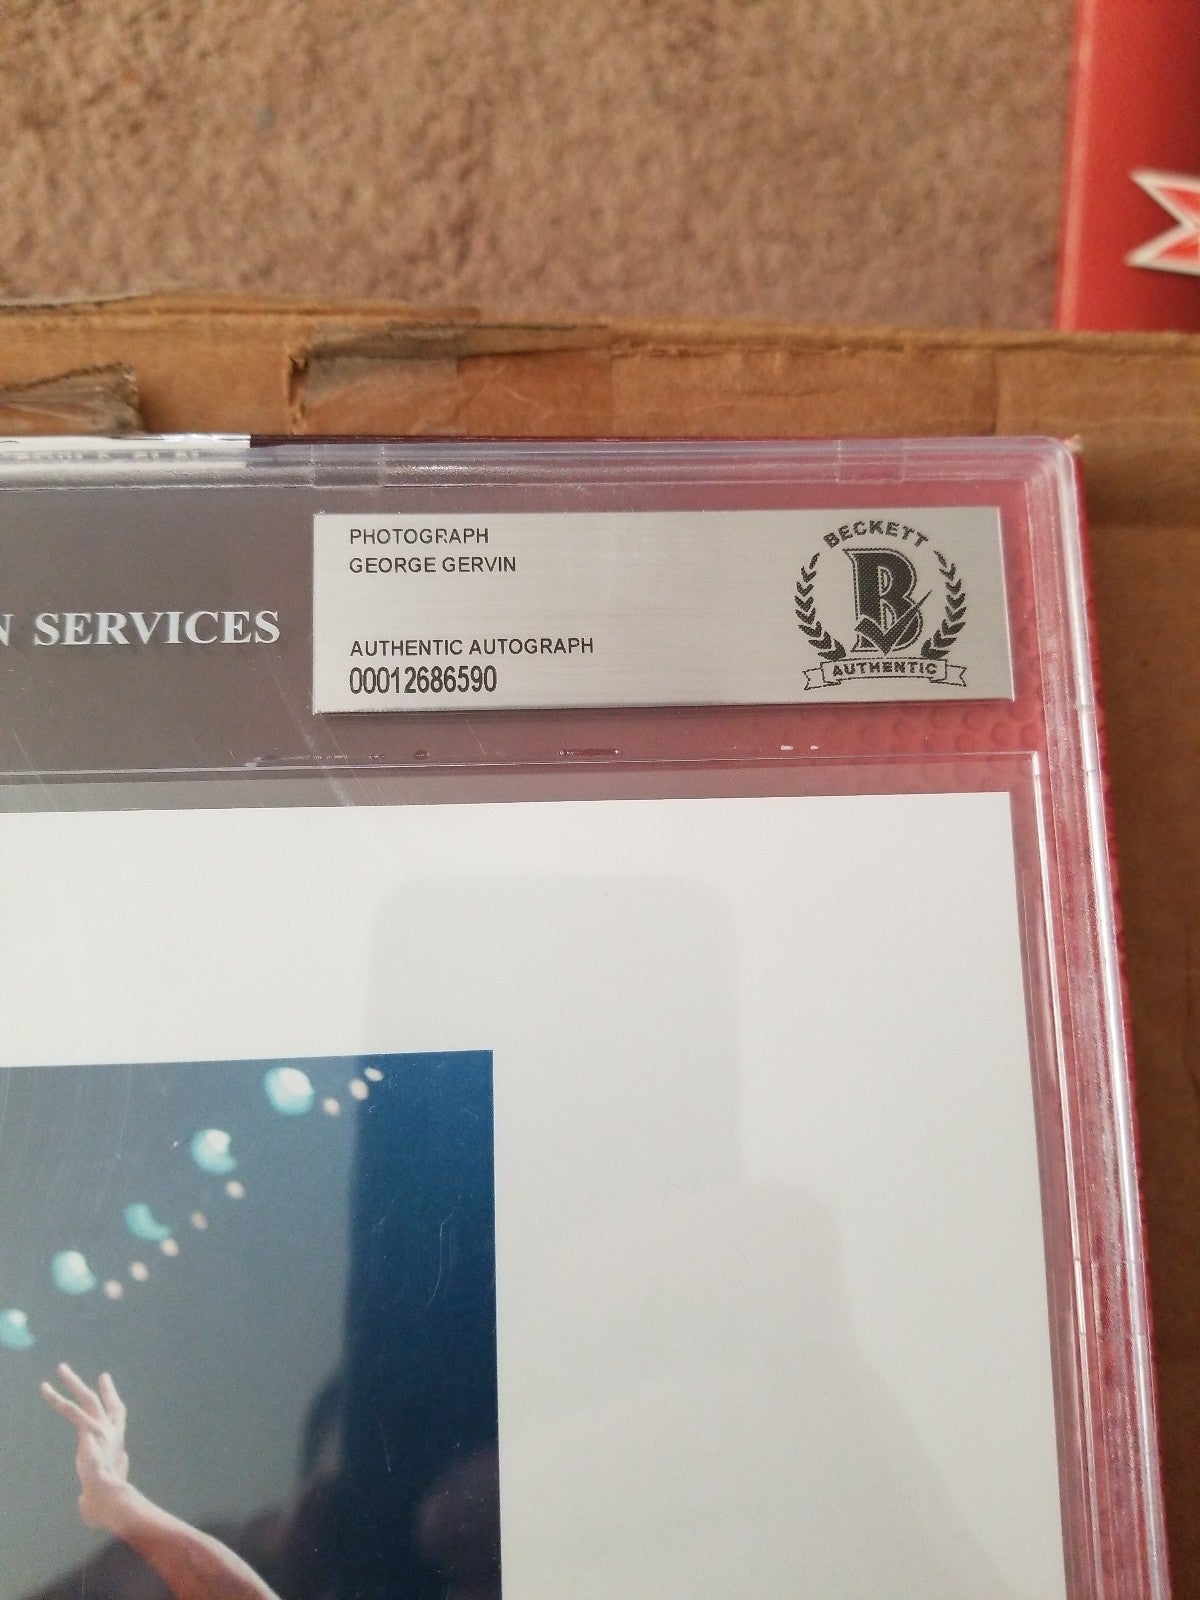 PHOTOGRAPH
GEORGE GERVIN
N SERVICES
AUTHENTIC AUTOGRAPH
00012686590
BECKETT
B
AUTHENTIC